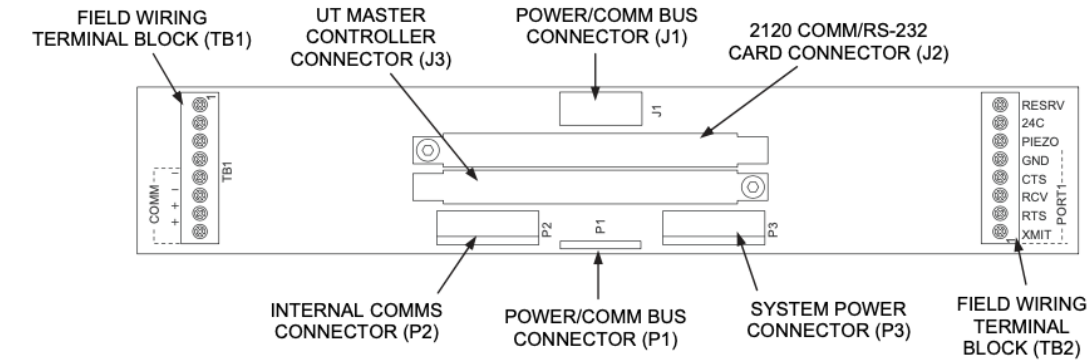 FIELD WIRING
TERMINAL BLOCK (TB1)
UT MASTER
CONTROLLER
CONNECTOR (J3)
POWER/COMM BUS
CONNECTOR (J1)
2120 COMM/RS-232
CARD CONNECTOR (J2)
1
TB1
COMM
–
–
+
+
J1
P2
P1
P3
RESRV
24C
PIEZO
GND
CTS
RCV
RTS
XMIT
PORT1
1
INTERNAL COMMS
CONNECTOR (P2)
POWER/COMM BUS
CONNECTOR (P1)
SYSTEM POWER
CONNECTOR (P3)
FIELD WIRING
TERMINAL
BLOCK (TB2)